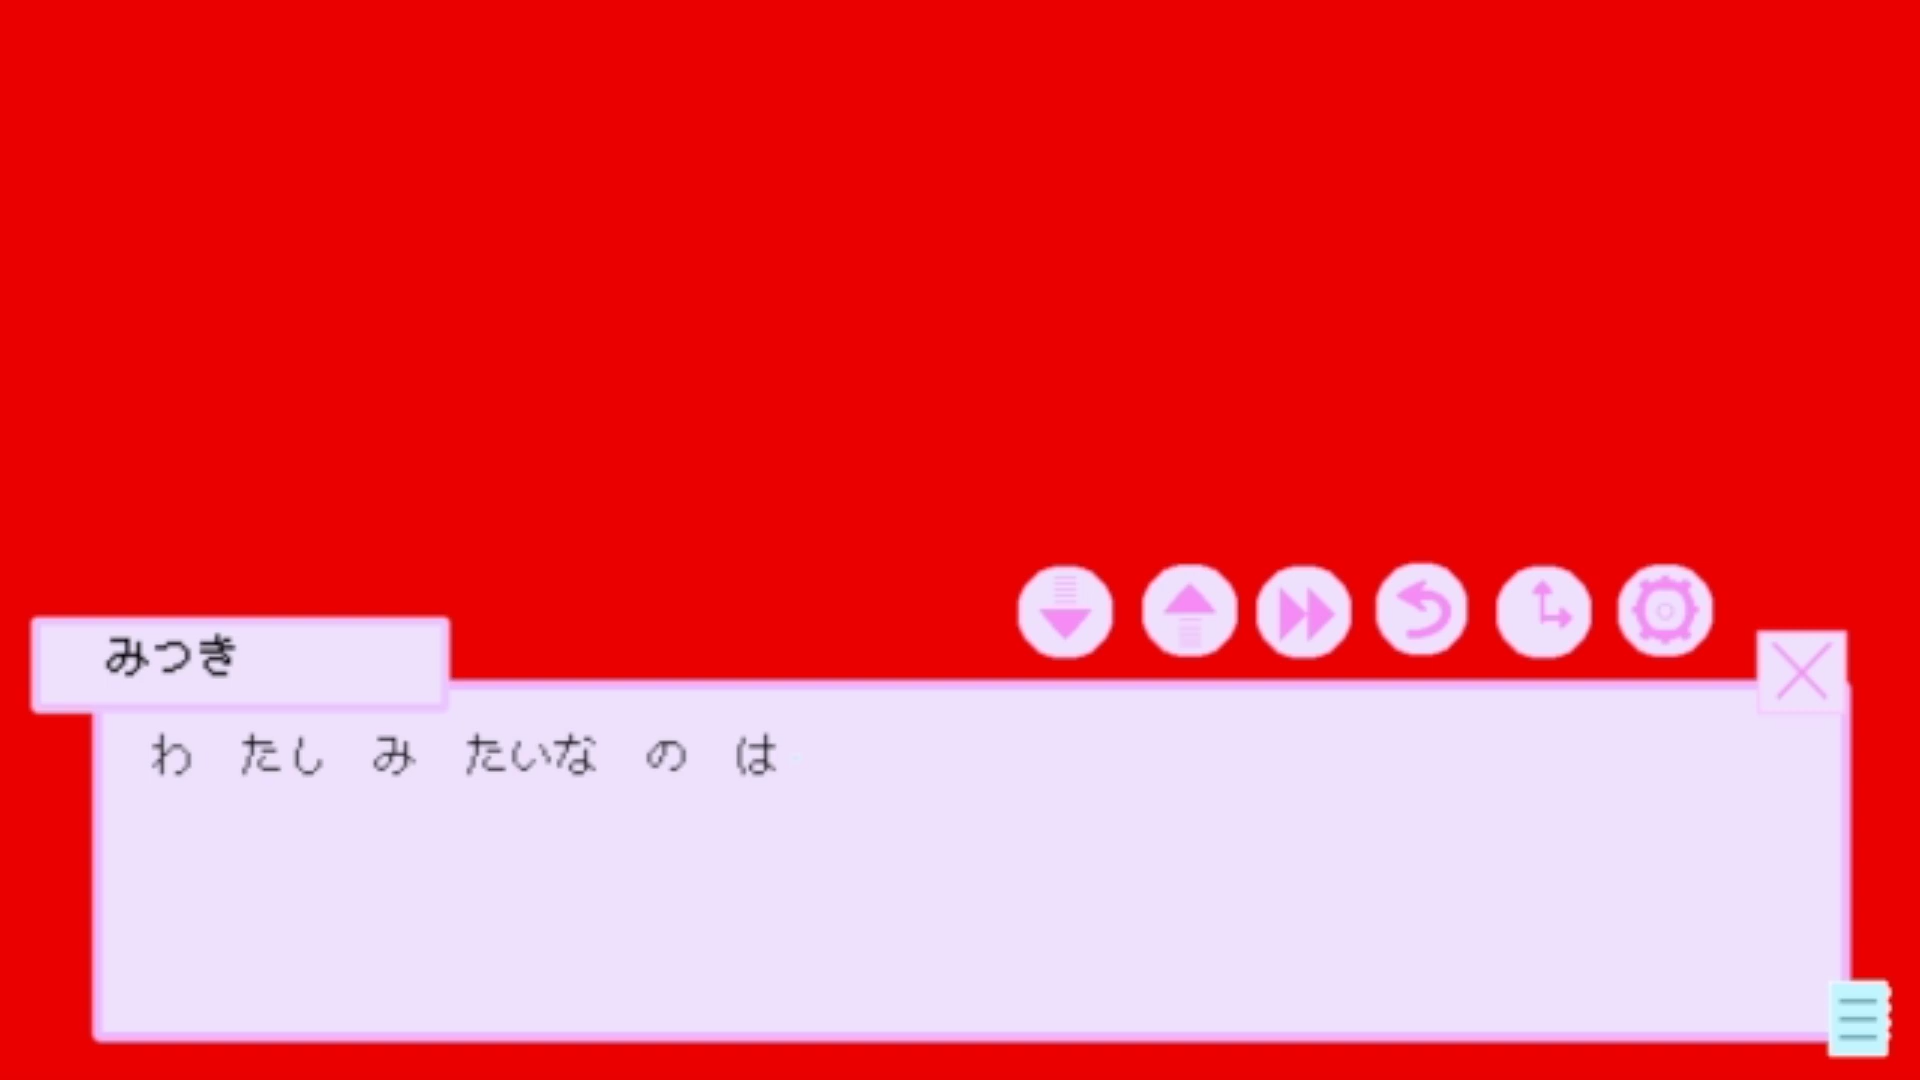 みつき
わ　たし　み　たいな　の　は